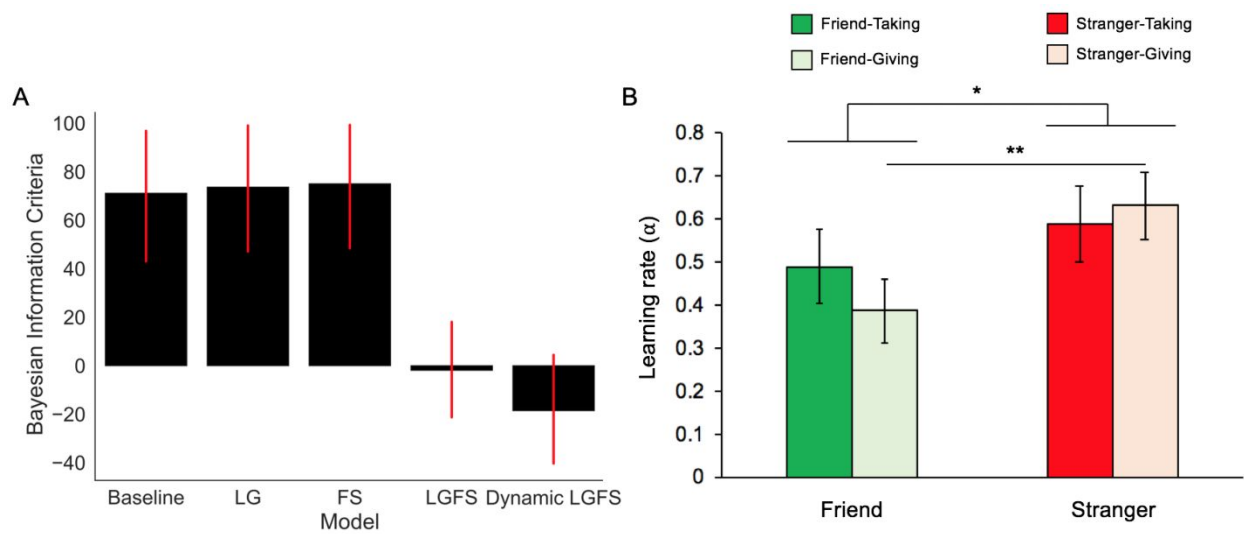 Friend-Taking
Stranger-Taking
Friend-Giving
Stranger-Giving
A
Bayesian Information Criteria
100
80
60
40
20
0
−20
−40
Baseline
LG
FS
LGFS
Dynamic LGFS
Model
B
*
**
Learning rate (α)
0.8
0.7
0.6
0.5
0.4
0.3
0.2
0.1
0
Friend
Stranger